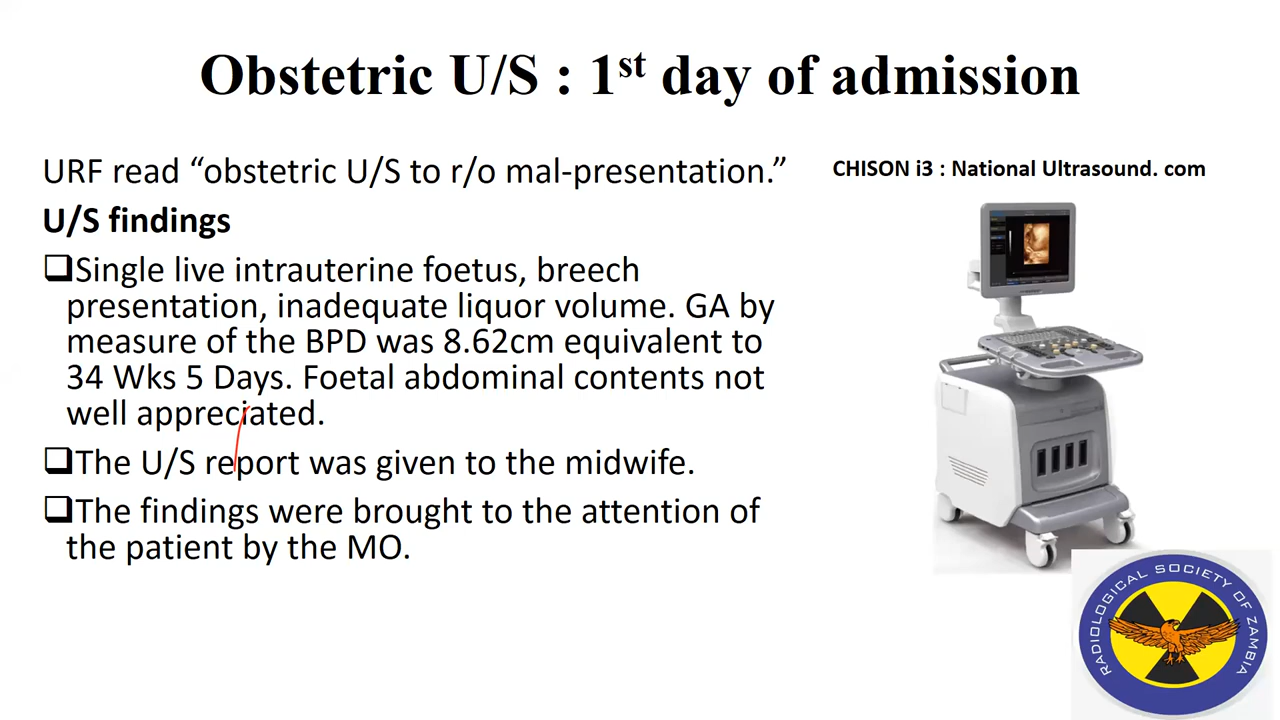 Obstetric U/S : 1st day of admission
URF read “obstetric U/S to r/o mal-presentation.”
CHISON i3 : National Ultrasound. com
U/S findings
❑Single live intrauterine foetus, breech
presentation, inadequate liquor volume. GA by
measure of the BPD was 8.62cm equivalent to
34 Wks 5 Days. Foetal abdominal contents not
well appreciated.
❑The U/S report was given to the midwife.
❑The findings were brought to the attention of
the patient by the MO.
RADIOLOGICAL SOCIETY OF ZAMBIA